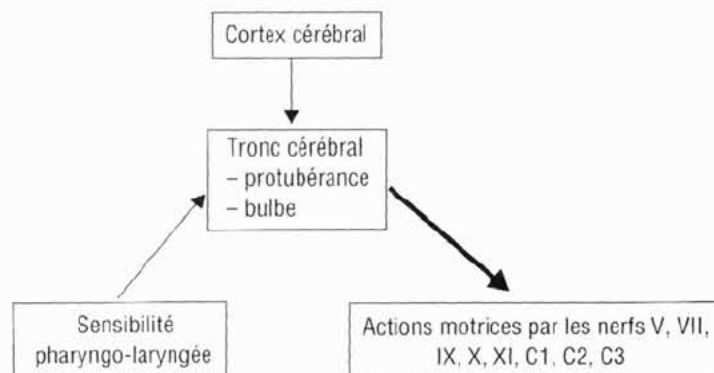 Cortex cérébral
Tronc cérébral
– protubérance
– bulbe
Sensibilité
pharyngo-laryngée
Actions motrices par les nerfs V, VII,
IX, X, XI, C1, C2, C3